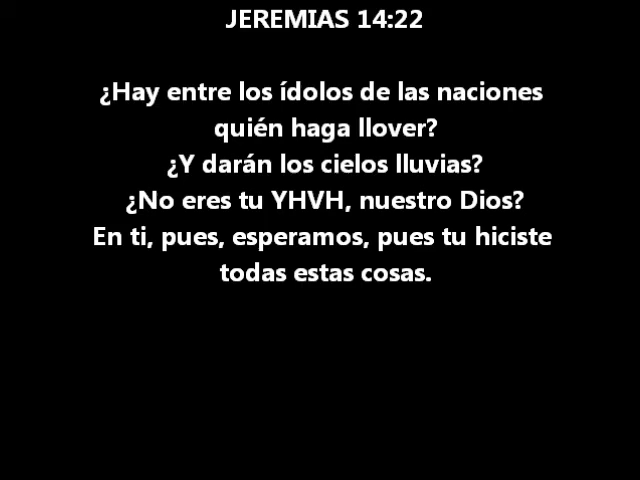 JEREMIAS 14:22
¿Hay entre los ídolos de las naciones
quién haga llover?
¿Y darán los cielos lluvias?
¿No eres tu YHVH, nuestro Dios?
En ti, pues, esperamos, pues tu hiciste
todas estas cosas.